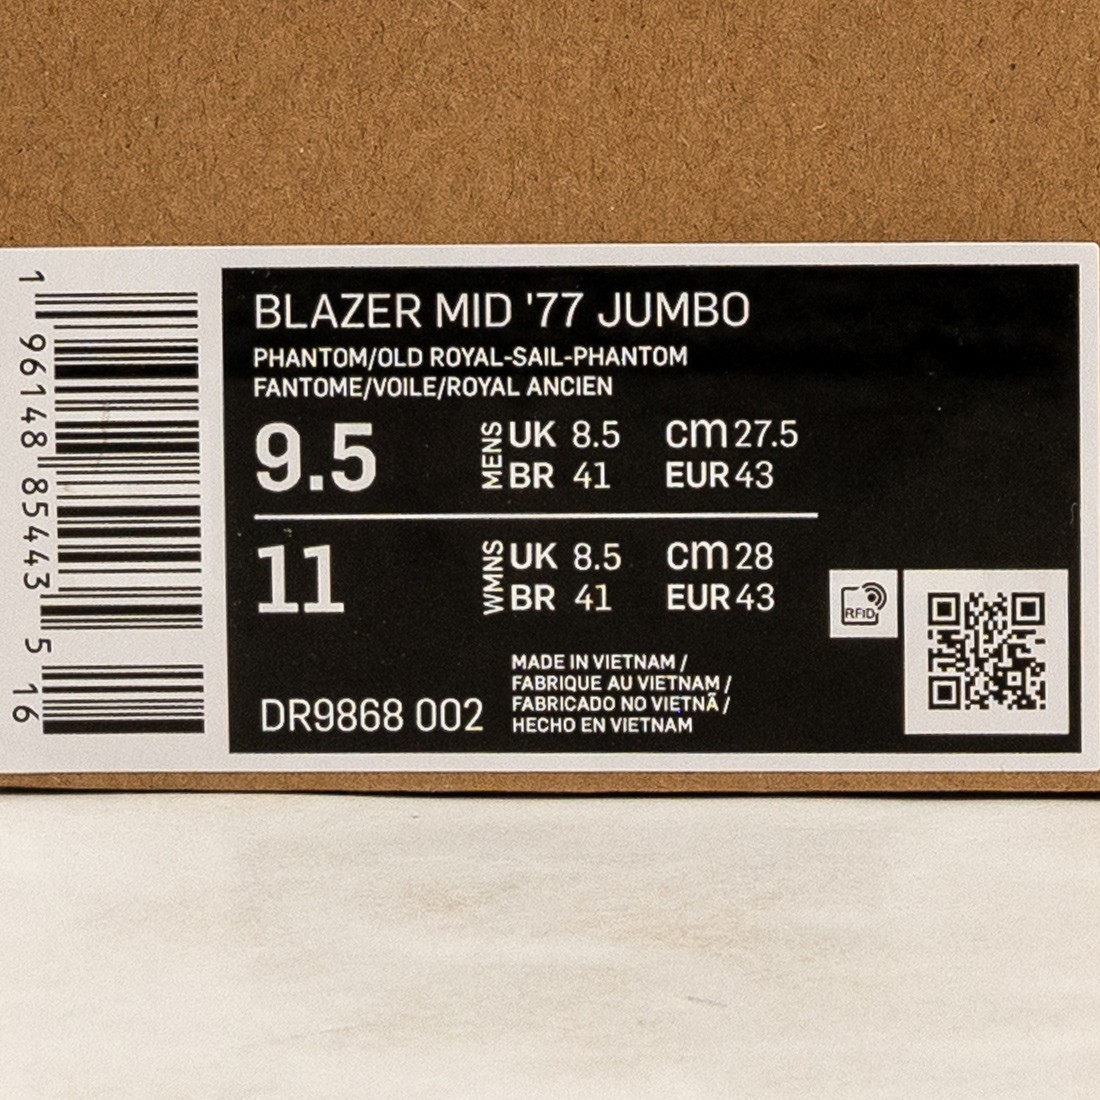 BLAZER MID '77 JUMBO
PHANTOM/OLD ROYAL-SAIL-PHANTOM
FANTOME/VOILE/ROYAL ANCIEN
9.5 MENS UK 8.5 cm 27.5
BR 41 EUR 43
11 WMNS UK 8.5 cm 28
BR 41 EUR 43
RFID
MADE IN VIETNAM /
FABRIQUE AU VIETNAM /
FABRICADO NO VIETNÃ /
HECHO EN VIETNAM
DR9868 002
1 96148 85443 5 16